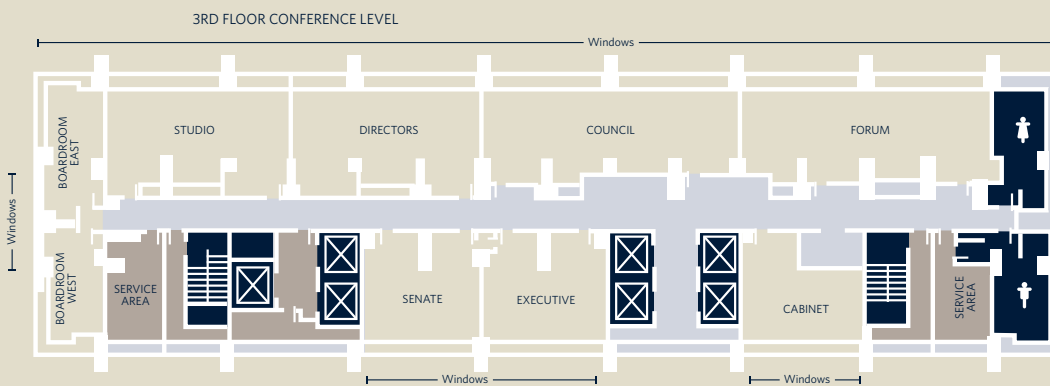 3RD FLOOR CONFERENCE LEVEL
Windows
STUDIO
DIRECTORS
COUNCIL
FORUM
BOARDROOM
EAST
Windows
BOARDROOM
WEST
SERVICE
AREA
SENATE
EXECUTIVE
CABINET
SERVICE
AREA
Windows
Windows